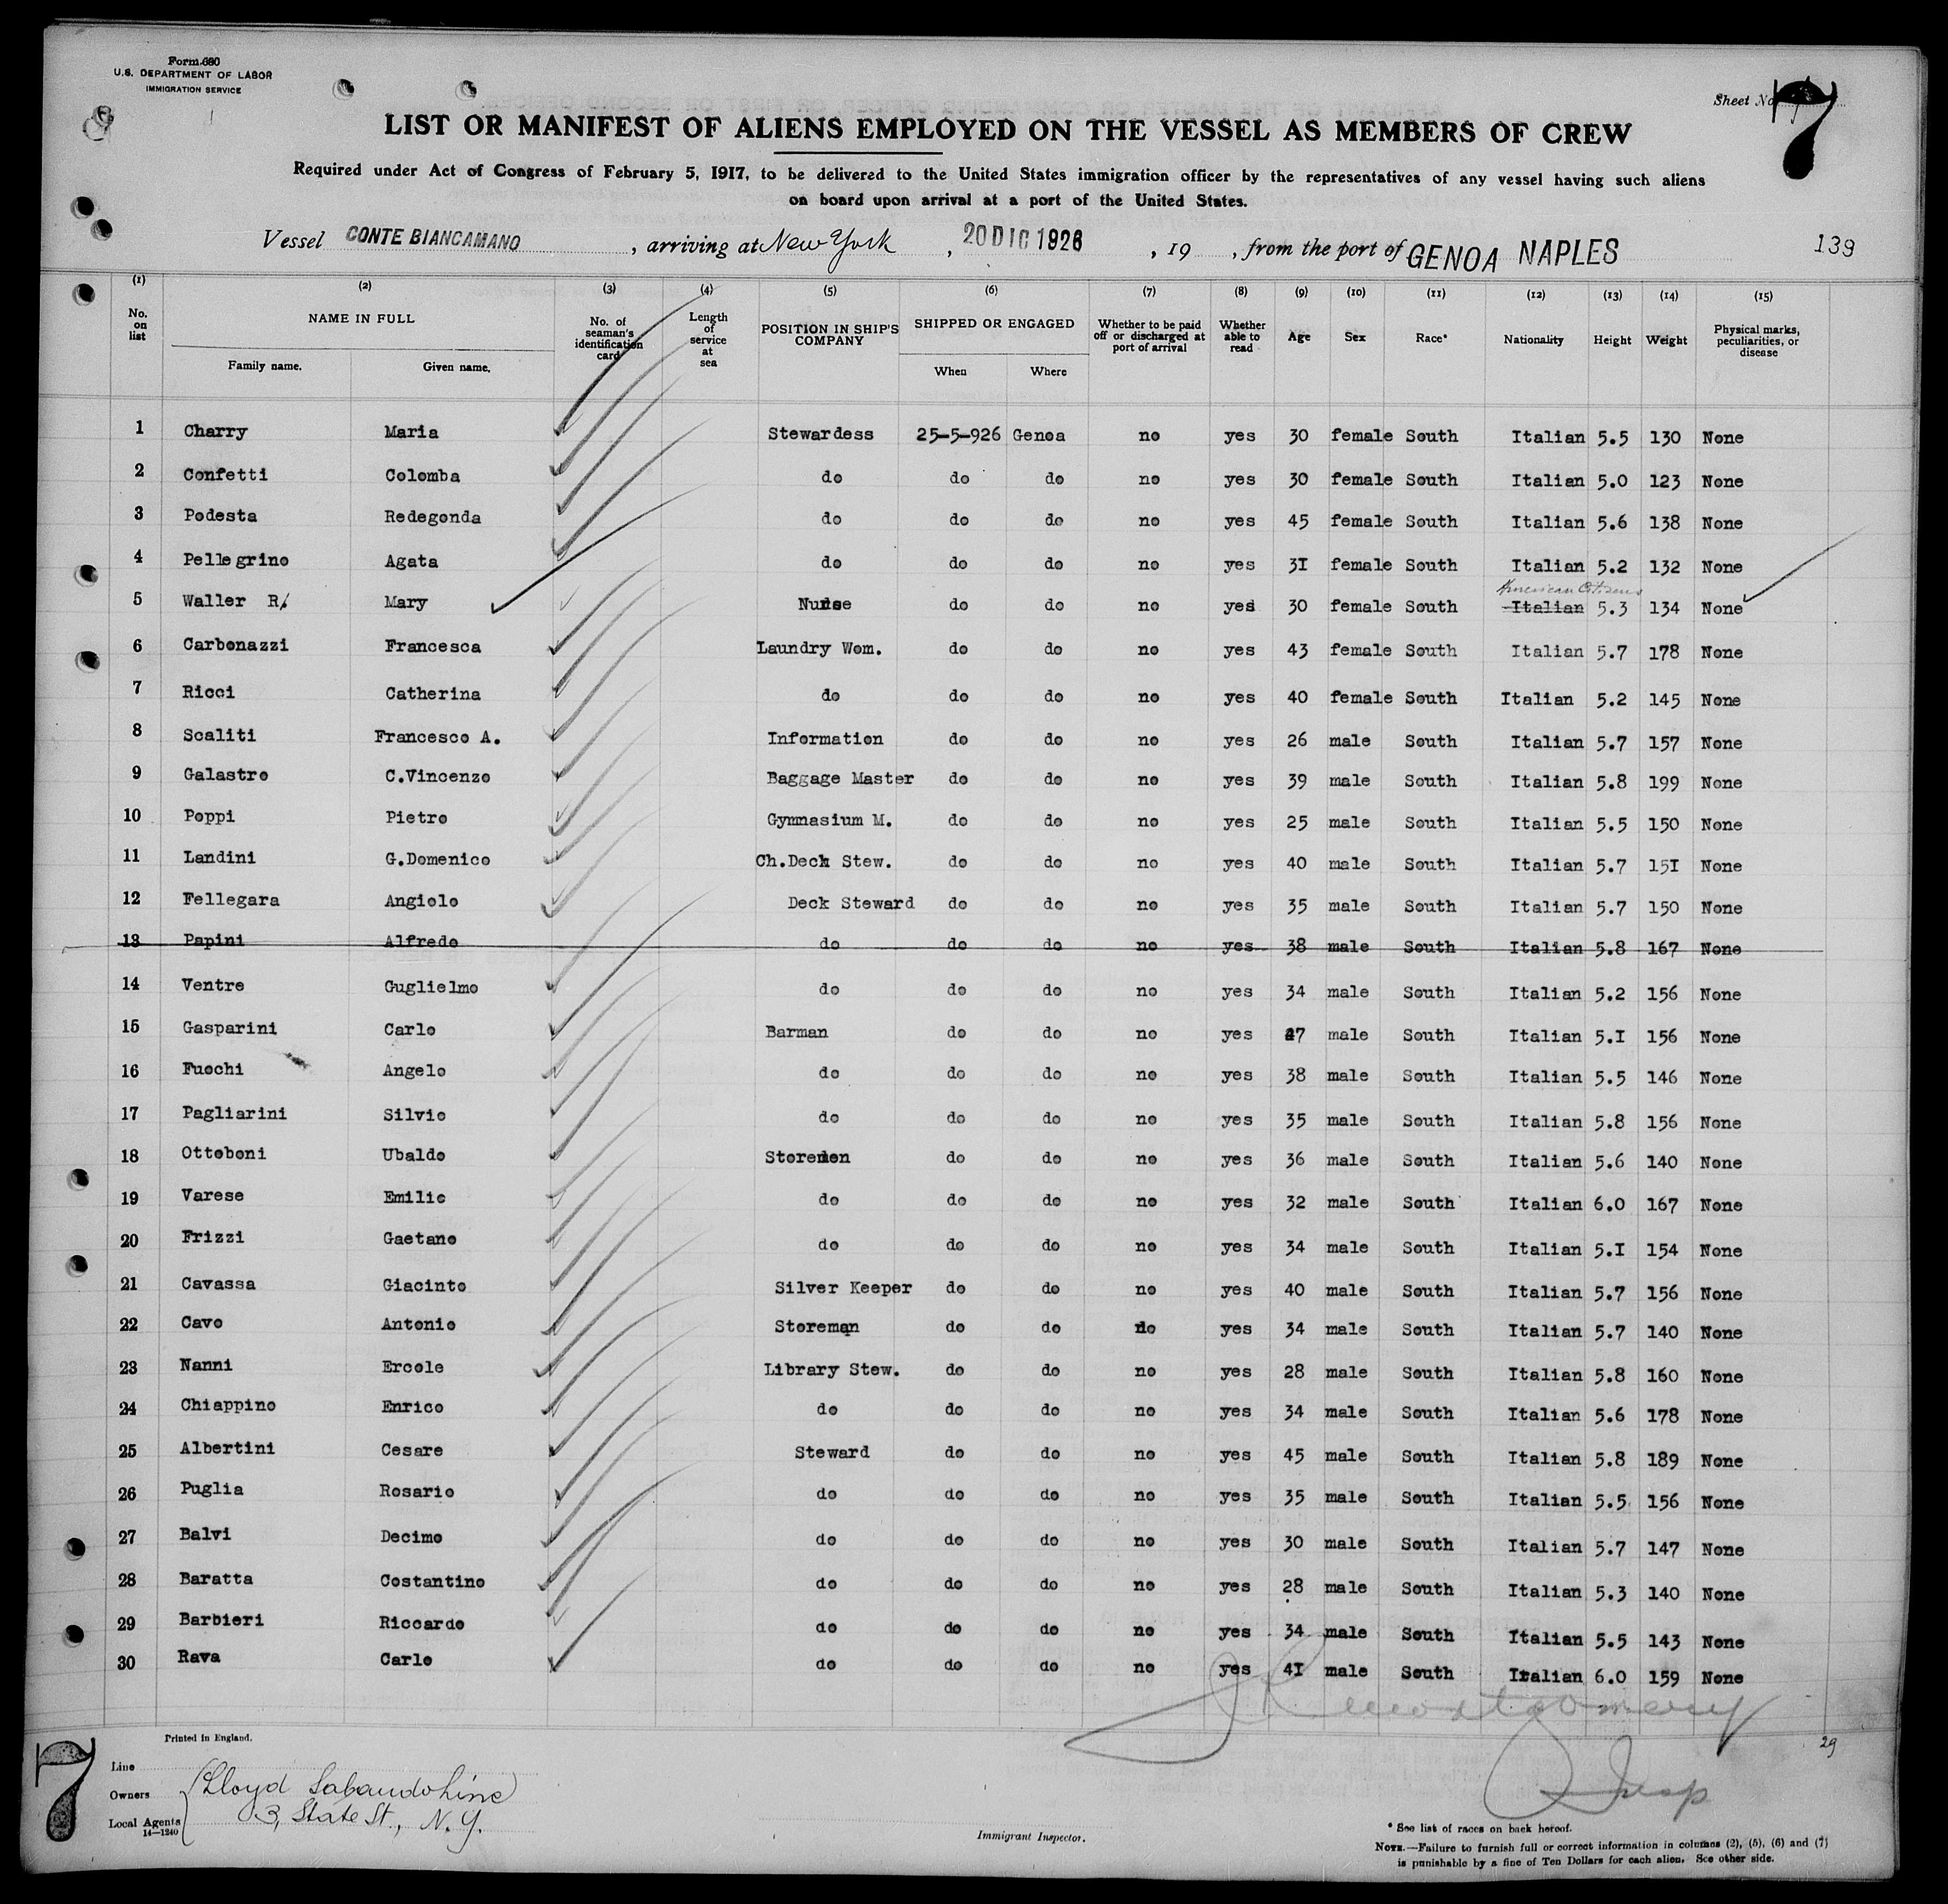 Form 680
U.S. DEPARTMENT OF LABOR
IMMIGRATION SERVICE
Sheet No. 7
LIST OR MANIFEST OF ALIENS EMPLOYED ON THE VESSEL AS MEMBERS OF CREW
Required under Act of Congress of February 5, 1917, to be delivered to the United States immigration officer by the representatives of any vessel having such aliens
on board upon arrival at a port of the United States.
Vessel CONTE BIANCAMANO, arriving at New York, 20 DIC 1926, 19 , from the port of GENOA NAPLES 139
(1) (2) (3) (4) (5) (6) (7) (8) (9) (10) (11) (12) (13) (14) (15)
No. on list NAME IN FULL Family name. Given name. No. of seaman's identification card Length of service at sea POSITION IN SHIP'S COMPANY SHIPPED OR ENGAGED When Where Whether to be paid off or discharged at port of arrival Whether able to read Age Sex Race* Nationality Height Weight Physical marks, peculiarities, or disease
1 Charry Maria Stewardess 25-5-926 Genoa no yes 30 female South Italian 5.5 130 None
2 Confetti Colomba do do do no yes 30 female South Italian 5.0 123 None
3 Podesta Redegonda do do do no yes 45 female South Italian 5.6 138 None
4 Pellegrino Agata do do do no yes 31 female South Italian 5.2 132 None
American Citizens
5 Waller R. Mary Nurse do do no yes 30 female South Italian 5.3 134 None
6 Carbonazzi Francesca Laundry Wom. do do no yes 43 female South Italian 5.7 178 None
7 Ricci Catherina do do do no yes 40 female South Italian 5.2 145 None
8 Scaliti Francesco A. Information do do no yes 26 male South Italian 5.7 157 None
9 Galastro C.Vincenzo Baggage Master do do no yes 39 male South Italian 5.8 199 None
10 Poppi Pietro Gymnasium M. do do no yes 25 male South Italian 5.5 150 None
11 Landini G.Domenico Ch.Deck Stew. do do no yes 40 male South Italian 5.7 151 None
12 Fellegara Angiolo Deck Steward do do no yes 35 male South Italian 5.7 150 None
13 Papini Alfredo do do do no yes 38 male South Italian 5.8 167 None
14 Ventre Guglielmo do do do no yes 34 male South Italian 5.2 156 None
15 Gasparini Carlo Barman do do no yes 27 male South Italian 5.1 156 None
16 Fuochi Angelo do do do no yes 38 male South Italian 5.5 146 None
17 Pagliarini Silvio do do do no yes 35 male South Italian 5.8 156 None
18 Ottoboni Ubaldo Storemen do do no yes 36 male South Italian 5.6 140 None
19 Varese Emilio do do do no yes 32 male South Italian 6.0 167 None
20 Frizzi Gaetano do do do no yes 34 male South Italian 5.1 154 None
21 Cavassa Giacinto Silver Keeper do do no yes 40 male South Italian 5.7 156 None
22 Cavo Antonio Storeman do do no yes 34 male South Italian 5.7 140 None
23 Nanni Ercole Library Stew. do do no yes 28 male South Italian 5.8 160 None
24 Chiappino Enrico do do do no yes 34 male South Italian 5.6 178 None
25 Albertini Cesare Steward do do no yes 45 male South Italian 5.8 189 None
26 Puglia Rosario do do do no yes 35 male South Italian 5.5 156 None
27 Balvi Decimo do do do no yes 30 male South Italian 5.7 147 None
28 Baratta Costantino do do do no yes 28 male South Italian 5.3 140 None
29 Barbieri Riccardo do do do no yes 34 male South Italian 5.5 143 None
30 Rava Carlo do do do no yes 41 male South Italian 6.0 159 None
Montgomery
Insp
29
7
Printed in England.
Line
Owners
Local Agents
14-1240
Lloyd Sabaudo Line
3, State St., N.Y.
Immigrant Inspector.
* See list of races on back hereof.
NOTE.—Failure to furnish full or correct information in columns (2), (5), (6) and (7)
is punishable by a fine of Ten Dollars for each alien. See other side.